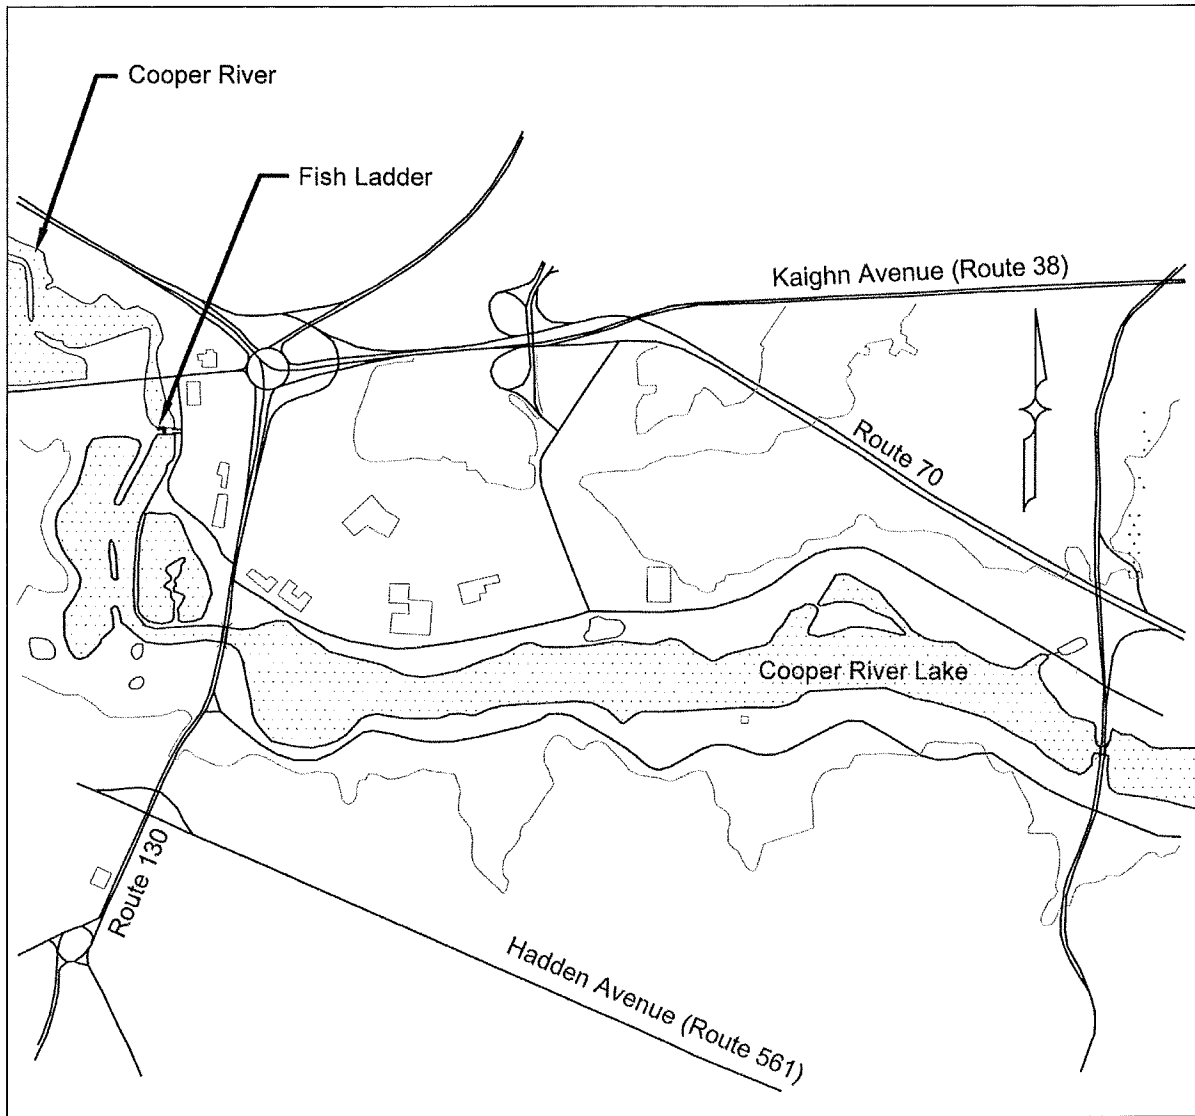 Cooper River
Fish Ladder
Kaighn Avenue (Route 38)
Route 70
Cooper River Lake
Route 130
Hadden Avenue (Route 561)